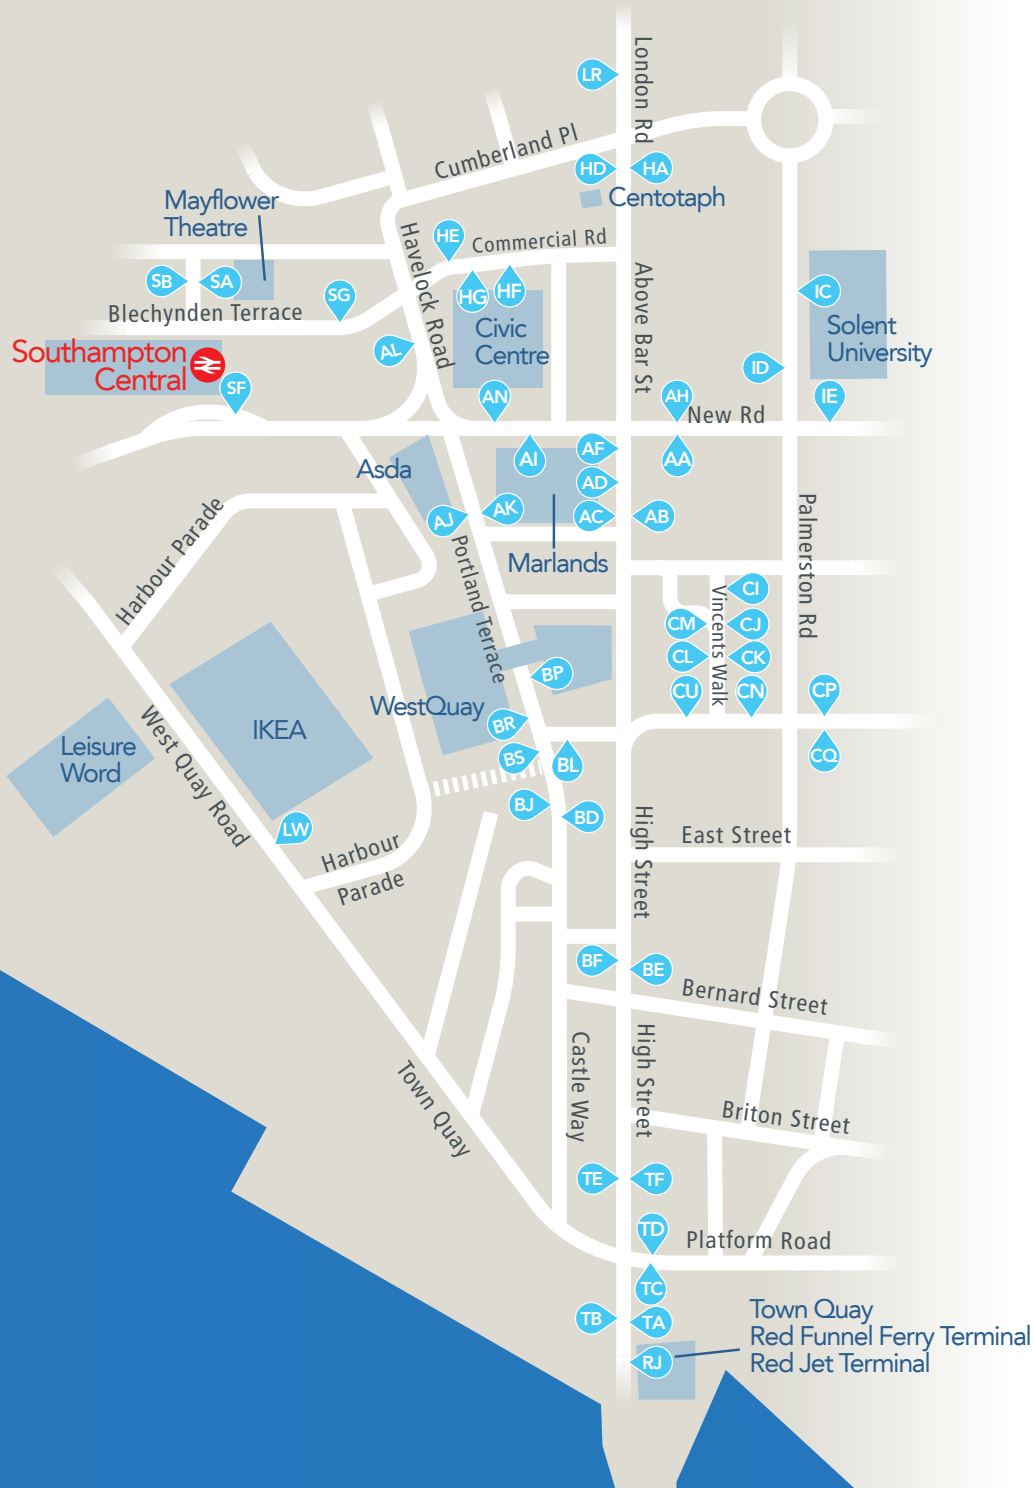 London Rd
LR
Cumberland Pl
HD
HA
Centotaph
Mayflower
Theatre
HE
Commercial Rd
Havelock Road
SB
SA
SG
HG
HF
Above Bar St
IC
Blechynden Terrace
Civic
Centre
Solent
University
Southampton
Central
AL
SF
ID
AN
AH
IE
New Rd
AF
AI
AA
Asda
AD
AK
AJ
AC
AB
Harbour Parade
Portland Terrace
Marlands
Palmerston Rd
CI
Vincents Walk
CM
CJ
CL
CK
BP
CU
CN
CP
WestQuay
BR
IKEA
West Quay Road
Leisure
Word
BS
BL
CQ
BJ
BD
LW
High Street
East Street
Harbour
Parade
BF
BE
Bernard Street
Castle Way
High Street
Town Quay
Briton Street
TE
TF
TD
Platform Road
TC
TB
TA
Town Quay
Red Funnel Ferry Terminal
Red Jet Terminal
RJ